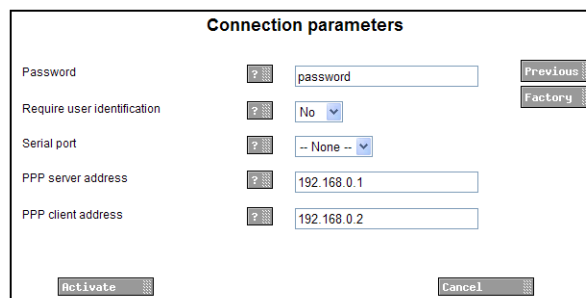 Connection parameters
Password ? password Previous
Factory
Require user identification ? No
Serial port ? -- None --
PPP server address ? 192.168.0.1
PPP client address ? 192.168.0.2
Activate Cancel